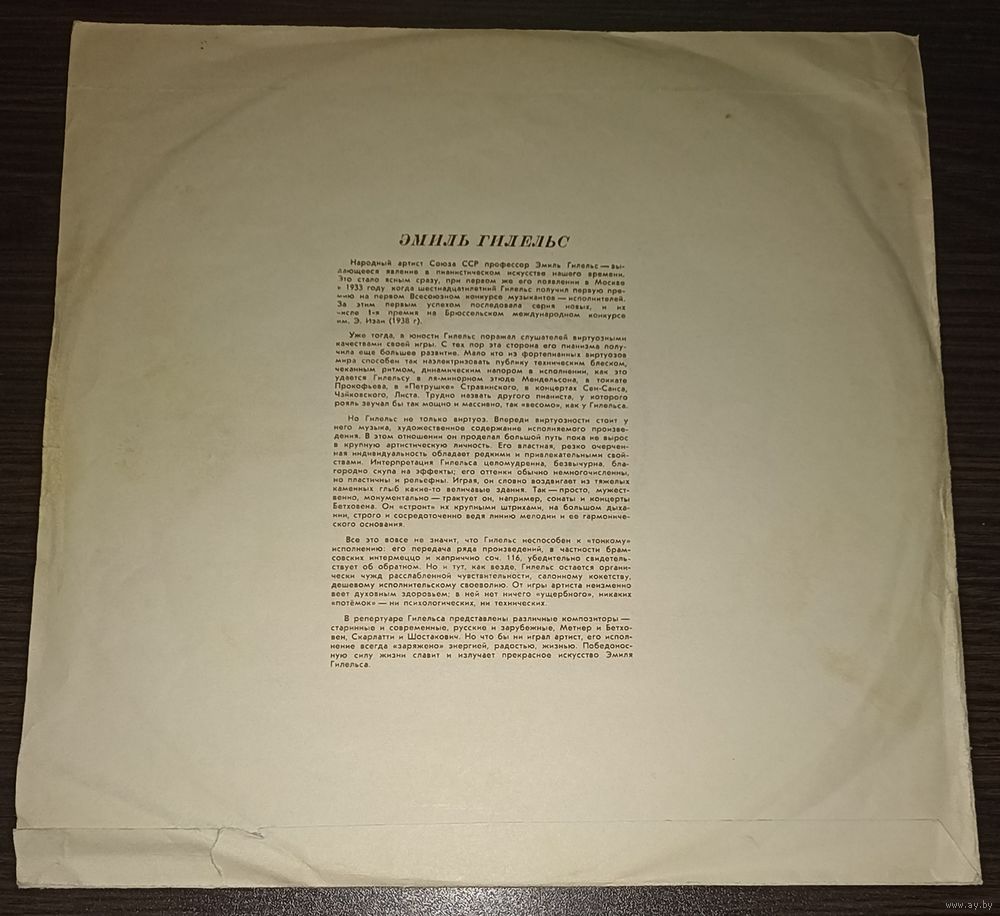 ЭМИЛЬ ГИЛЕЛЬС
Народный артист Союза ССР профессор Эмиль Гилельс — вы-
дающееся явление в пианистическом искусстве нашего времени.
Это стало ясным сразу, при первом же его появлении в Москве
в 1933 году когда шестнадцатилетний Гилельс получил первую пре-
мию на первом Всесоюзном конкурсе музыкантов — исполнителей.
За этим первым успехом последовала серия новых, и их
числе 1-я премия на Брюссельском международном конкурсе
им. Э. Изаи (1938 г).
Уже тогда, в юности Гилельс поражал слушателей виртуозными
качествами своей игры. С тех пор эта сторона его пианизма полу-
чила еще большее развитие. Мало кто из фортепианных виртуозов
мира способен так наэлектризовать публику техническим блеском,
чеканным ритмом, динамическим напором в исполнении, как это
удается Гилельсу в ля-минорном этюде Мендельсона, в токкате
Прокофьева, в «Петрушке» Стравинского, в концертах Сен-Санса,
Чайковского, Листа. Трудно назвать другого пианиста, у которого
рояль звучал бы так мощно и массивно, так «весомо», как у Гилельса.
Но Гилельс не только виртуоз. Впереди виртуозности стоит у
него музыка, художественное содержание исполняемого произве-
дения. В этом отношении он проделал большой путь пока не вырос
в крупную артистическую личность. Его властная, резко очерчен-
ная индивидуальность обладает редкими и привлекательными свой-
ствами. Интерпретация Гилельса целомудренна, безвычурна, бла-
городно скупа на эффекты; его оттенки обычно немногочисленны,
но пластичны и рельефны. Играя, он словно воздвигает из тяжелых
каменных глыб какие-то величавые здания. Так — просто, мужест-
венно, монументально — трактует он, например, сонаты и концерты
Бетховена. Он «строит» их крупными штрихами, на большом дыха-
нии, строго и сосредоточенно ведя линию мелодии и ее гармониче-
ского основания.
Все это вовсе не значит, что Гилельс неспособен к «тонкому»
исполнению: его передача ряда произведений, в частности брам-
совских интермеццо и каприччио соч. 116, убедительно свидетель-
ствует об обратном. Но и тут, как везде, Гилельс остается органи-
чески чужд расслабленной чувствительности, салонному кокетству,
дешевому исполнительскому своеволию. От игры артиста неизменно
веет духовным здоровьем; в ней нет ничего «ущербного», никаких
«потёмок» — ни психологических, ни технических.
В репертуаре Гилельса представлены различные композиторы —
старинные и современные, русские и зарубежные, Метнер и Бетхо-
вен, Скарлатти и Шостакович. Но что бы ни играл артист, его испол-
нение всегда «заряжено» энергией, радостью, жизнью. Победонос-
ную силу жизни славит и излучает прекрасное искусство Эмиля
Гилельса.
www.ay.by